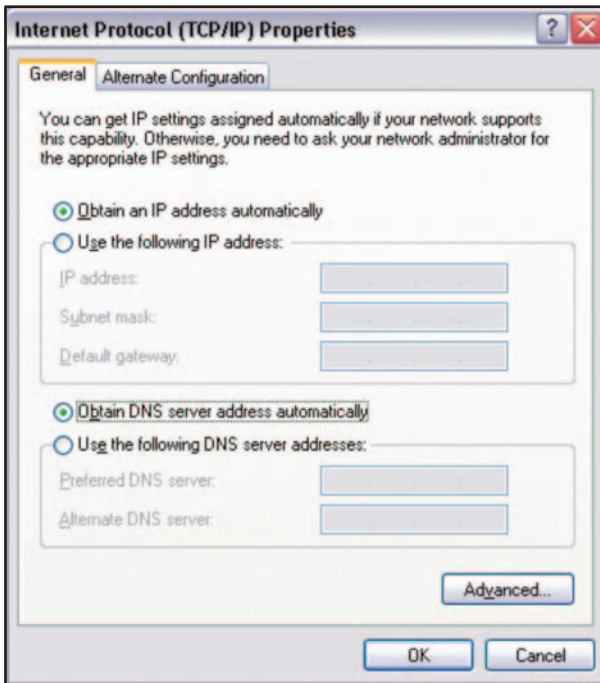 Internet Protocol (TCP/IP) Properties
General
Alternate Configuration
You can get IP settings assigned automatically if your network supports
this capability. Otherwise, you need to ask your network administrator for
the appropriate IP settings.
Obtain an IP address automatically
Use the following IP address:
IP address:
Subnet mask:
Default gateway:
Obtain DNS server address automatically
Use the following DNS server addresses:
Preferred DNS server:
Alternate DNS server:
Advanced...
OK
Cancel